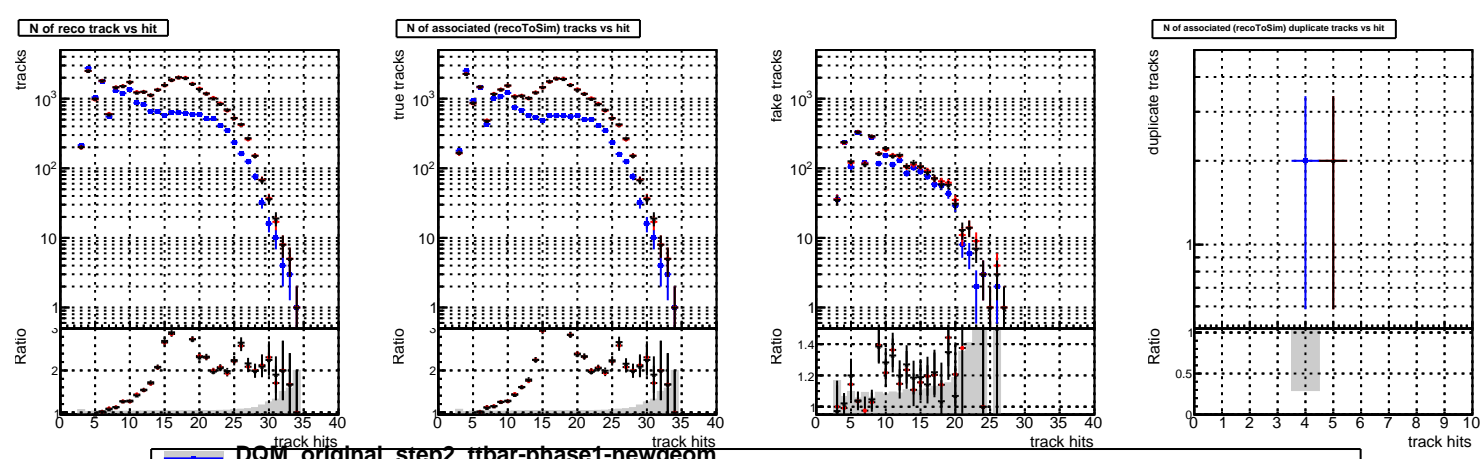 N of reco track vs hit
N of associated (recoToSim) tracks vs hit
N of associated (recoToSim) duplicate tracks vs hit
tracks
10³
10²
10
1
Ratio
3
2
1
0 5 10 15 20 25 30 35 40
track hits
true tracks
10³
10²
10
1
Ratio
3
2
1
0 5 10 15 20 25 30 35 40
track hits
fake tracks
10³
10²
10
1
Ratio
1.4
1.2
1
0 5 10 15 20 25 30 35 40
track hits
duplicate tracks
1
Ratio
1
0.5
0
0 1 2 3 4 5 6 7 8 9 10
track hits
DQM_original_step2_ttbar-phase1-newgeom